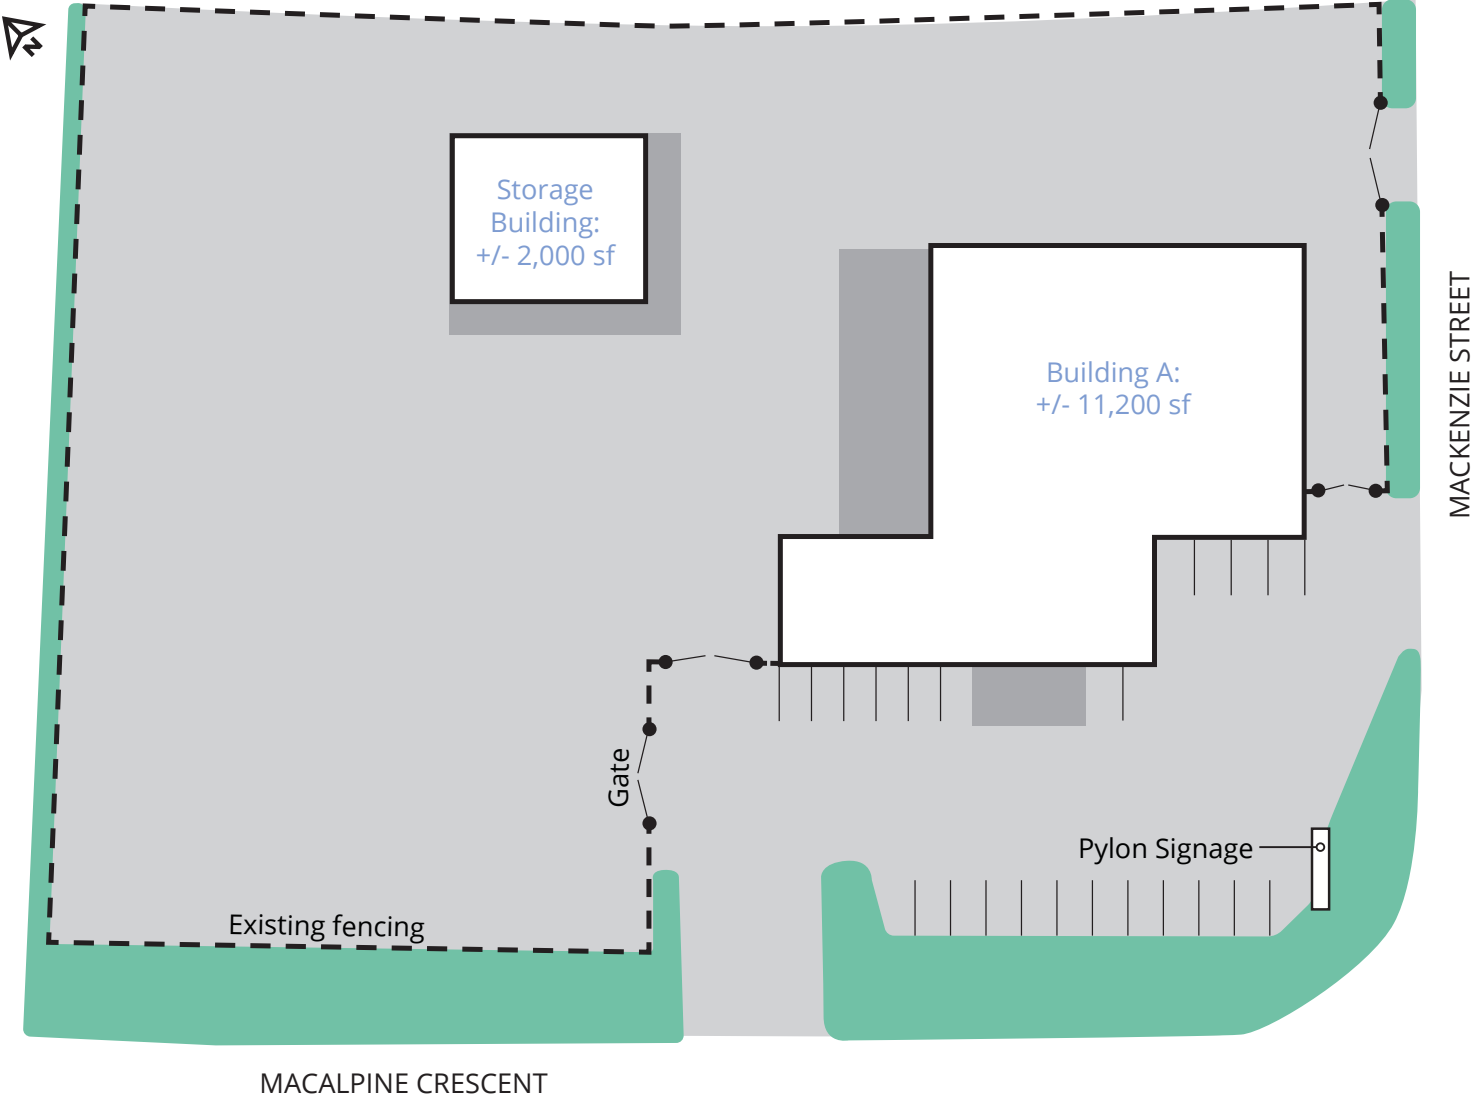 N
Storage
Building:
+/- 2,000 sf
Building A:
+/- 11,200 sf
MACKENZIE STREET
Gate
Pylon Signage
Existing fencing
MACALPINE CRESCENT